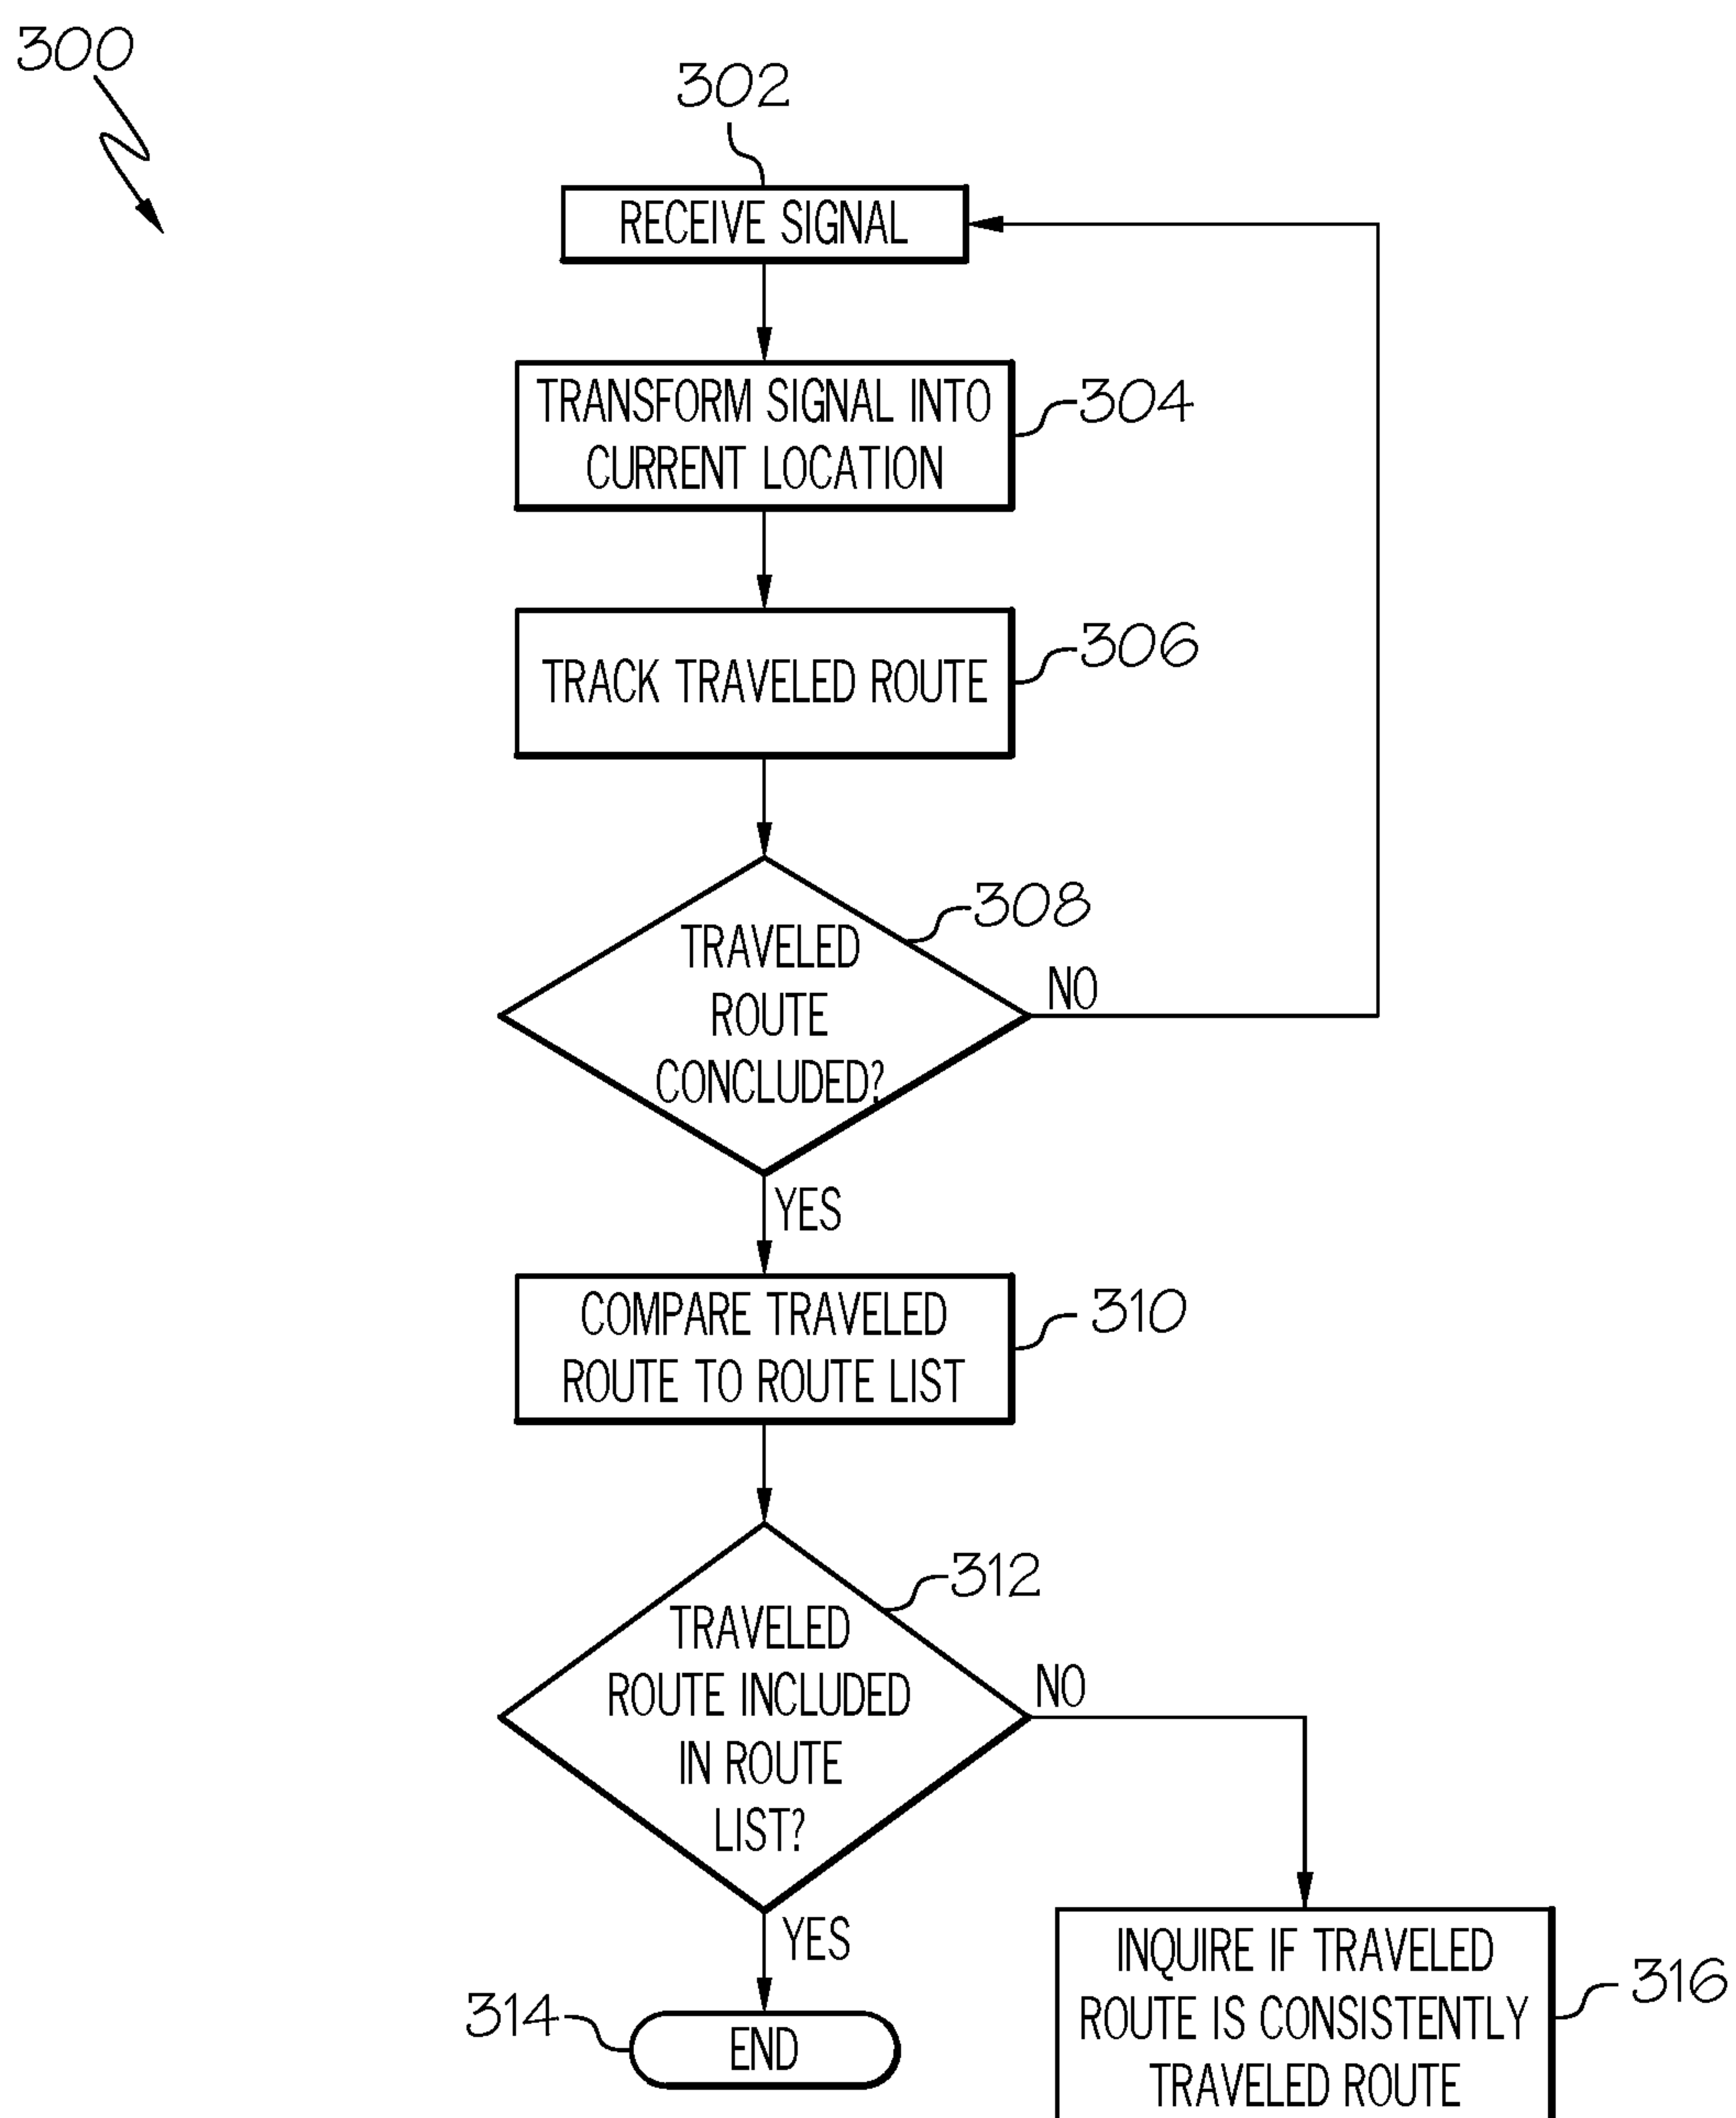 300
302
RECEIVE SIGNAL
TRANSFORM SIGNAL INTO
CURRENT LOCATION
304
TRACK TRAVELED ROUTE
306
308
TRAVELED
ROUTE
CONCLUDED?
NO
YES
COMPARE TRAVELED
ROUTE TO ROUTE LIST
310
312
TRAVELED
ROUTE INCLUDED
IN ROUTE
LIST?
NO
YES
314
END
INQUIRE IF TRAVELED
ROUTE IS CONSISTENTLY
TRAVELED ROUTE
316